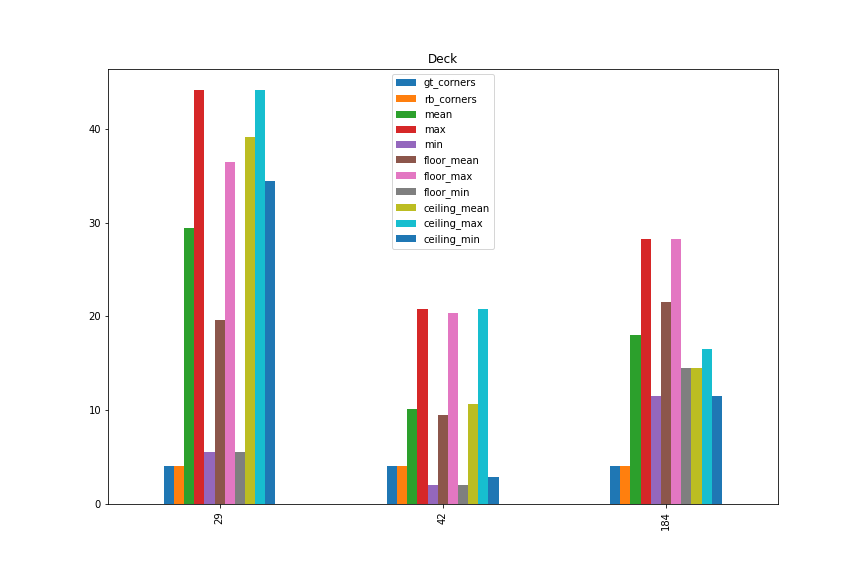 Deck
gt_corners
rb_corners
mean
max
min
floor_mean
floor_max
floor_min
ceiling_mean
ceiling_max
ceiling_min
40
30
20
10
0
29
42
184